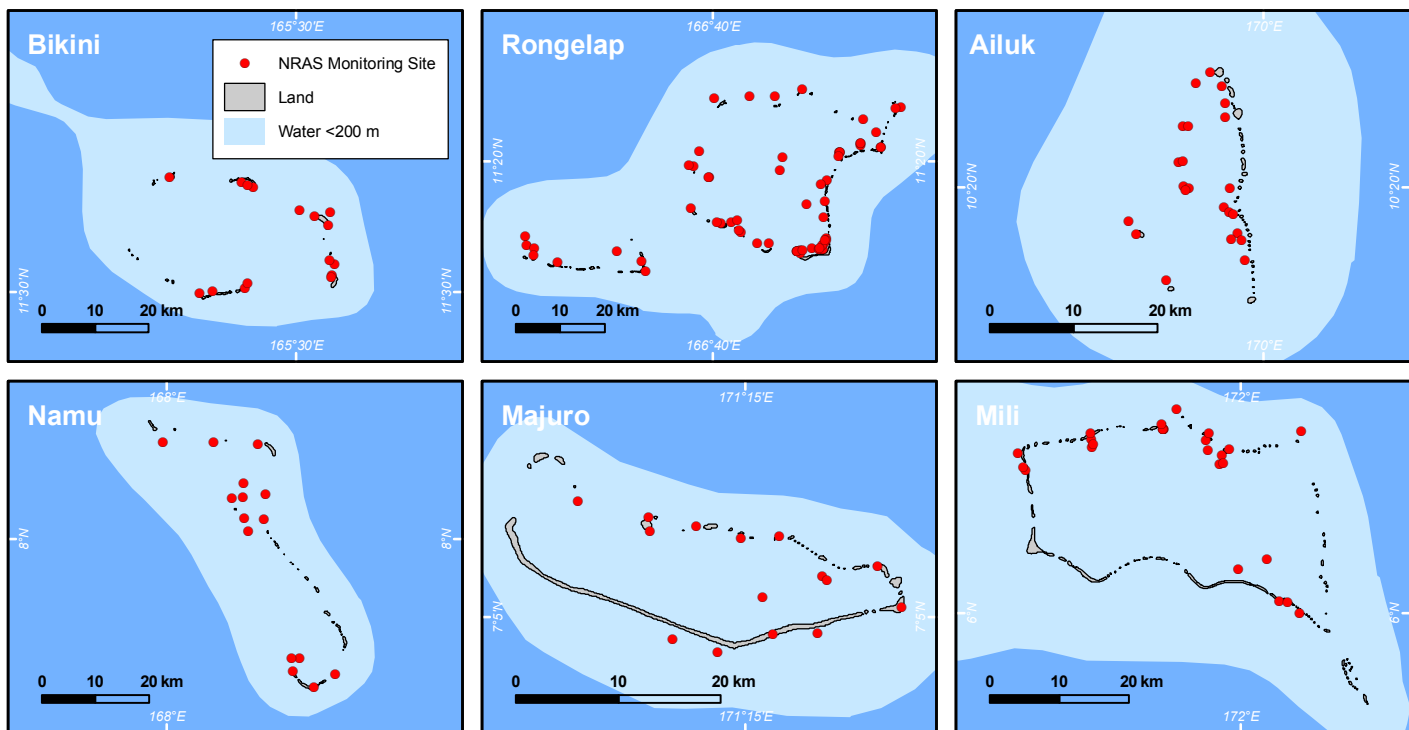 165°30'E
Bikini
NRAS Monitoring Site
Land
Water <200 m
11°30'N
11°30'N
0 10 20 km
165°30'E
166°40'E
Rongelap
11°20'N
11°20'N
0 10 20 km
166°40'E
170°E
Ailuk
10°20'N
10°20'N
0 10 20 km
170°E
168°E
Namu
8°N
8°N
0 10 20 km
168°E
171°15'E
Majuro
7°5'N
7°5'N
0 10 20 km
171°15'E
172°E
Mili
6°N
6°N
0 10 20 km
172°E